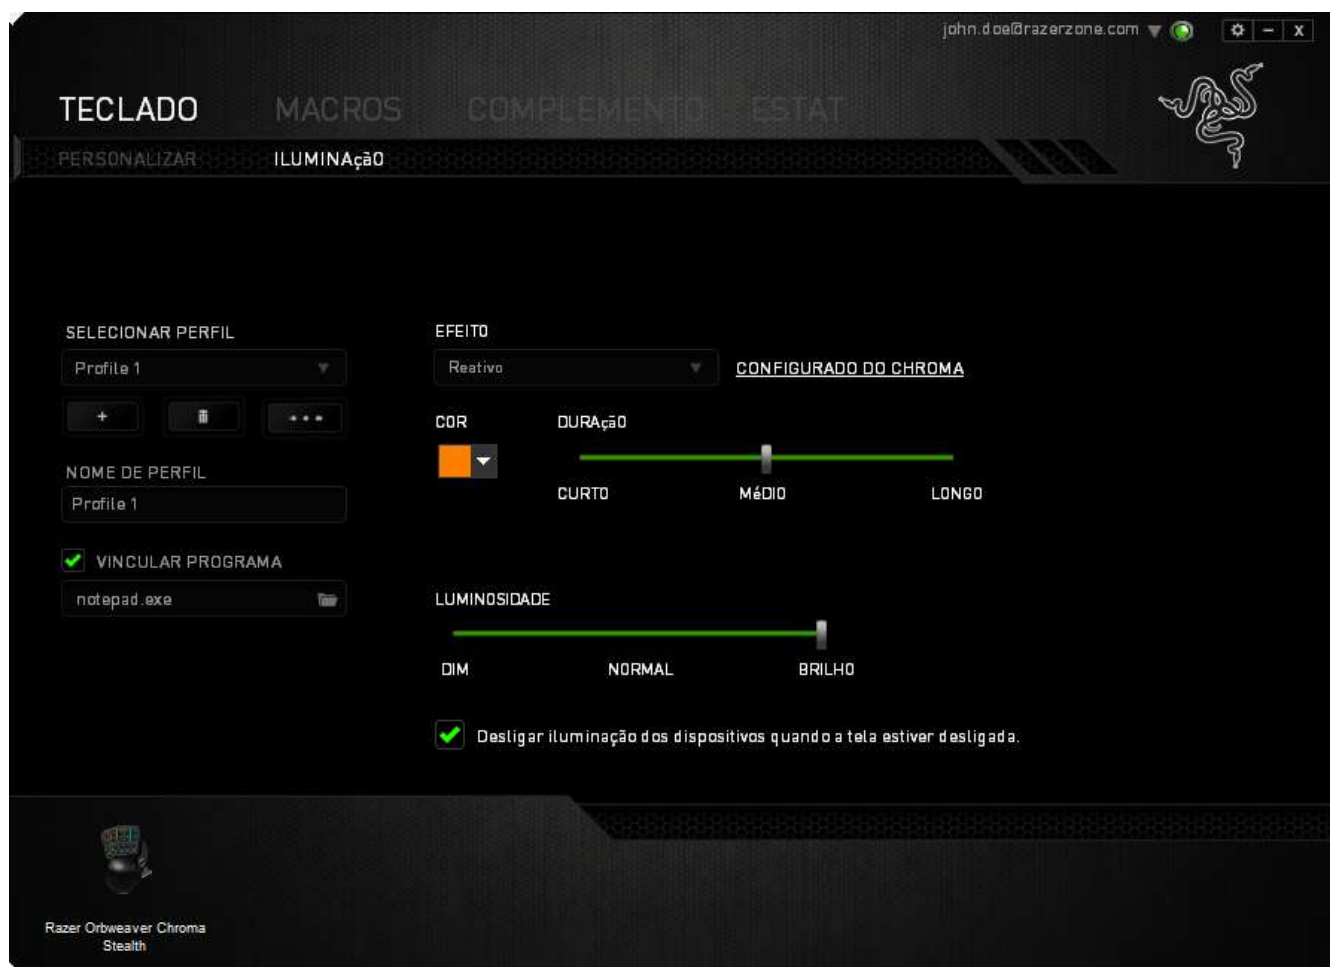 john.doe@razerzone.com
TECLADO MACROS COMPLEMENTO ESTAT
PERSONALIZAR ILUMINAçãO
SELECIONAR PERFIL
Profile 1
NOME DE PERFIL
Profile 1
VINCULAR PROGRAMA
notepad.exe
EFEITO
Reativo
CONFIGURADO DO CHROMA
COR
DURAçãO
CURTO MéDIO LONGO
LUMINOSIDADE
DIM NORMAL BRILHO
Desligar iluminação dos dispositivos quando a tela estiver desligada.
Razer Orbweaver Chroma
Stealth